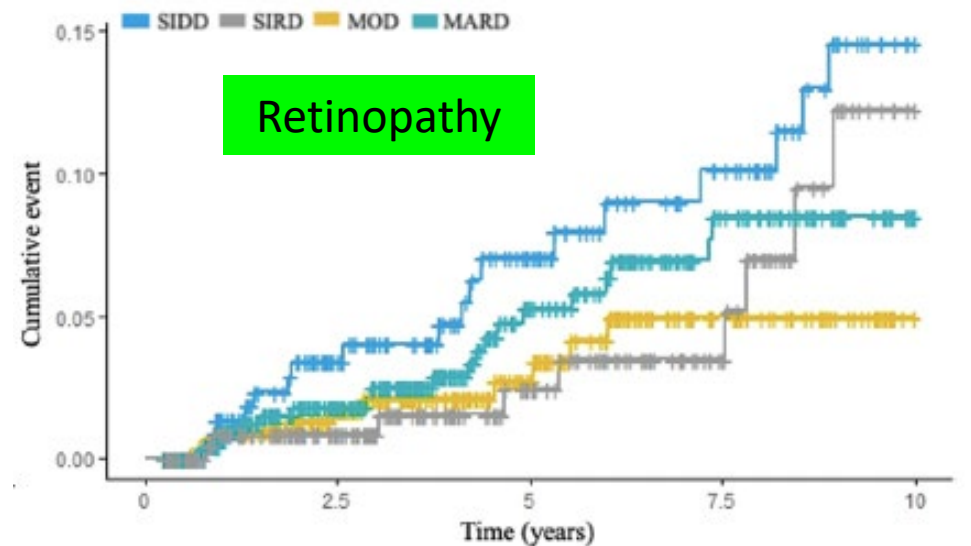 SIDD SIRD MOD MARD
0.15
Retinopathy
0.10
Cumulative event
0.05
0.00
0 2.5 5 7.5 10
Time (years)